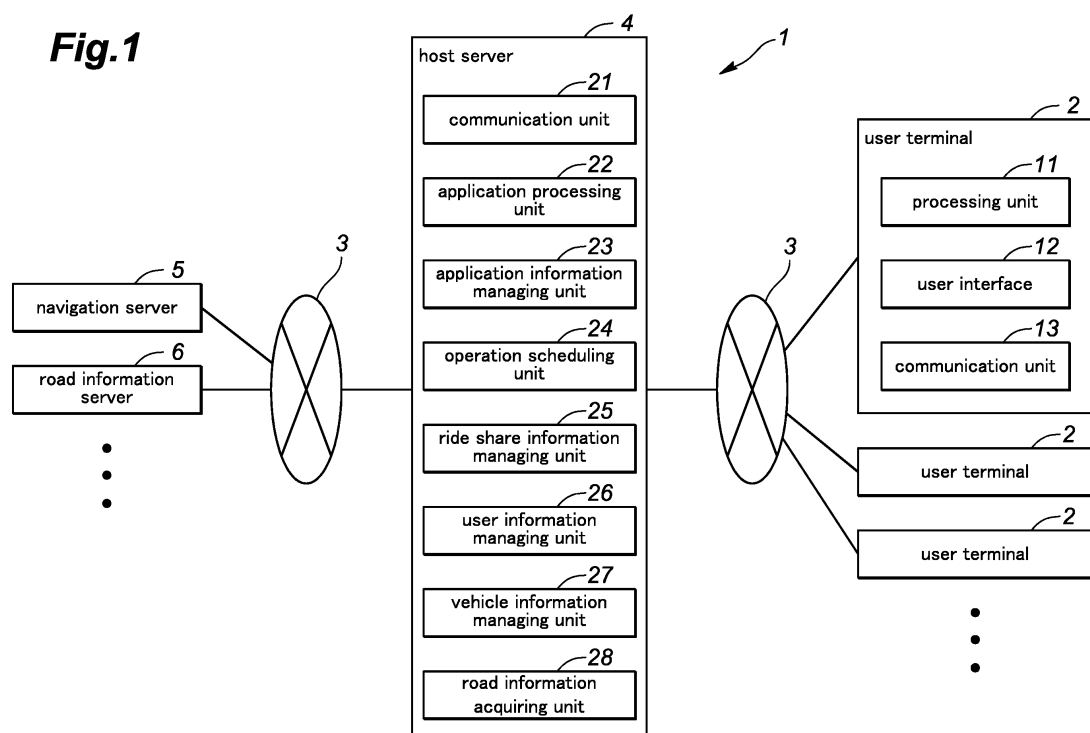 Fig.1
4
1
host server
21
communication unit
22
application processing
unit
23
application information
managing unit
24
operation scheduling
unit
25
ride share information
managing unit
26
user information
managing unit
27
vehicle information
managing unit
28
road information
acquiring unit
3
5
navigation server
6
road information
server
3
2
user terminal
11
processing unit
12
user interface
13
communication unit
2
user terminal
2
user terminal